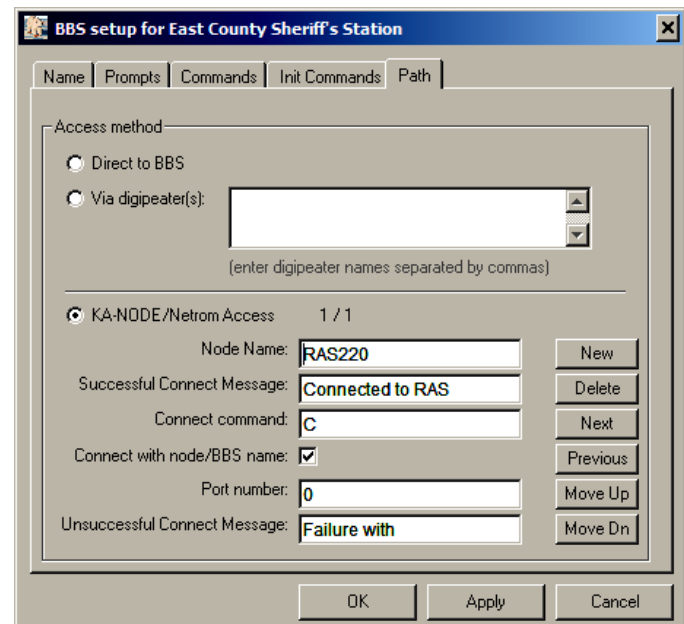 BBS setup for East County Sheriff's Station
Name Prompts Commands Init Commands Path
Access method
Direct to BBS
Via digipeater(s):
(enter digipeater names separated by commas)
KA-NODE/Netrom Access 1 / 1
Node Name: RAS220 New
Successful Connect Message: Connected to RAS Delete
Connect command: C Next
Connect with node/BBS name: Previous
Port number: 0 Move Up
Unsuccessful Connect Message: Failure with Move Dn
OK Apply Cancel